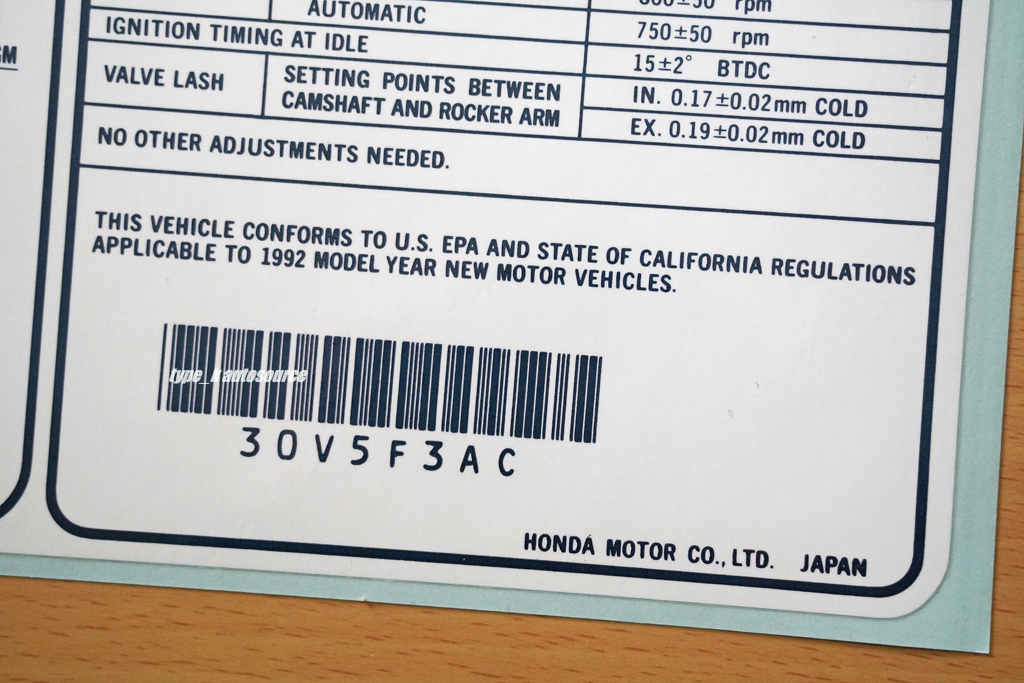 AUTOMATIC
750±50 rpm
IGNITION TIMING AT IDLE
15±2° BTDC
VALVE LASH
SETTING POINTS BETWEEN
CAMSHAFT AND ROCKER ARM
IN. 0.17±0.02mm COLD
EX. 0.19±0.02mm COLD
NO OTHER ADJUSTMENTS NEEDED.
THIS VEHICLE CONFORMS TO U.S. EPA AND STATE OF CALIFORNIA REGULATIONS
APPLICABLE TO 1992 MODEL YEAR NEW MOTOR VEHICLES.
type_k autosource
30V5F3AC
HONDA MOTOR CO., LTD. JAPAN